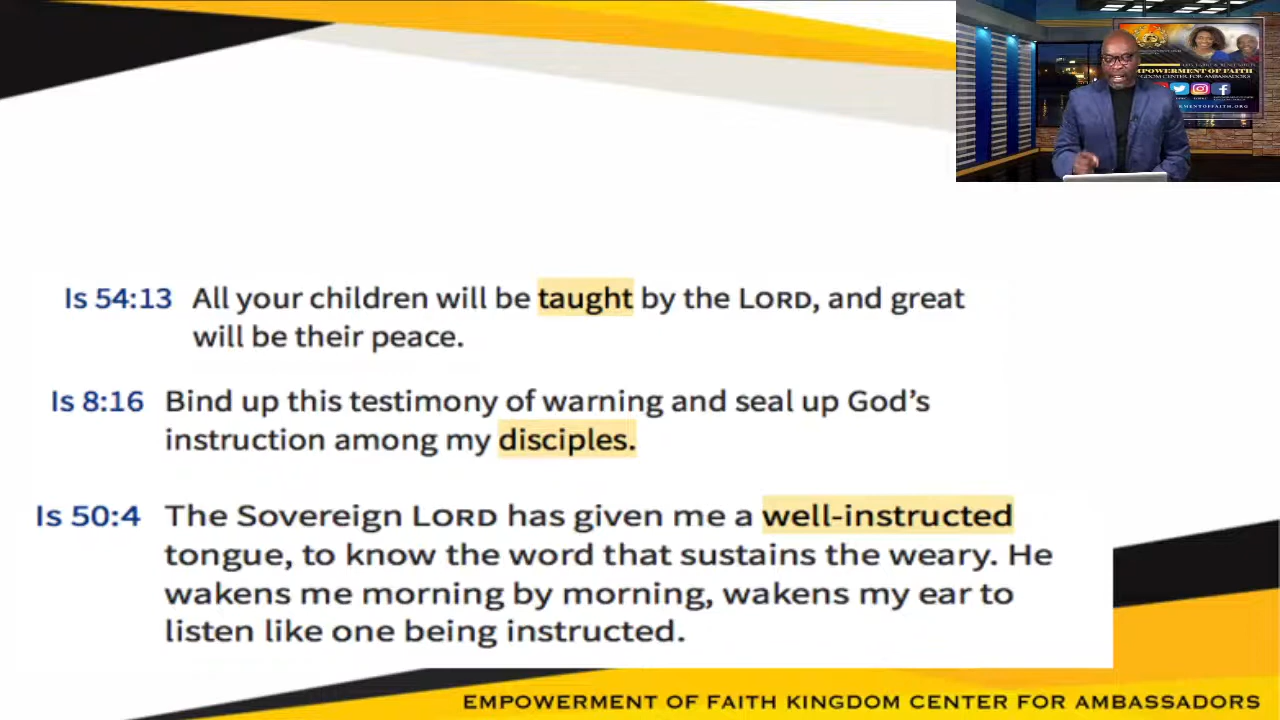 EMPOWERMENT OF FAITH
KINGDOM CENTER FOR AMBASSADORS
Is 54:13 All your children will be taught by the LORD, and great
will be their peace.
Is 8:16 Bind up this testimony of warning and seal up God’s
instruction among my disciples.
Is 50:4 The Sovereign LORD has given me a well-instructed
tongue, to know the word that sustains the weary. He
wakens me morning by morning, wakens my ear to
listen like one being instructed.
EMPOWERMENT OF FAITH KINGDOM CENTER FOR AMBASSADORS